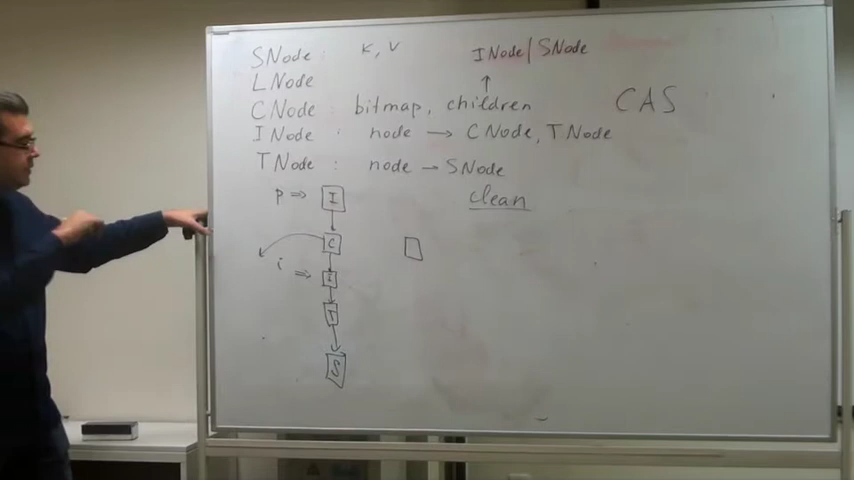 SNode : K, V INode/SNode
LNode
CNode : bitmap, children CAS
INode : node → CNode, TNode
TNode : node → SNode
P ⇒ I clean
C
i ⇒ i
T
S